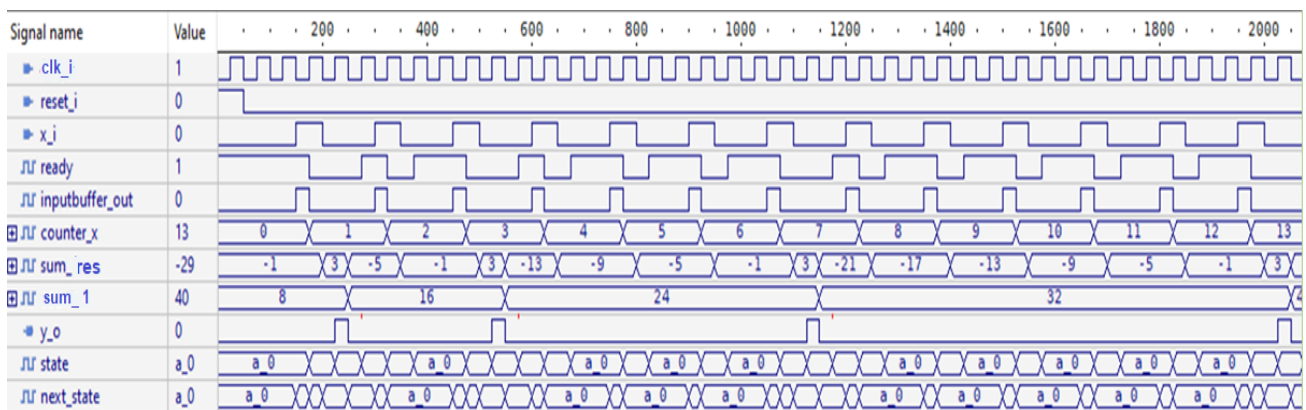 Signal name Value 200 400 600 800 1000 1200 1400 1600 1800 2000
clk_i 1
reset_i 0
x_i 0
ready 1
inputbuffer_out 0
counter_x 13 0 1 2 3 4 5 6 7 8 9 10 11 12 13
sum_res -29 -1 3 -5 -1 3 -13 -9 -5 -1 3 -21 -17 -13 -9 -5 -1 3
sum_1 40 8 16 24 32 4
y_o 0
state a_0 a_0 a_0 a_0 a_0 a_0 a_0 a_0 a_0 a_0 a_0
next_state a_0 a_0 a_0 a_0 a_0 a_0 a_0 a_0 a_0 a_0 a_0